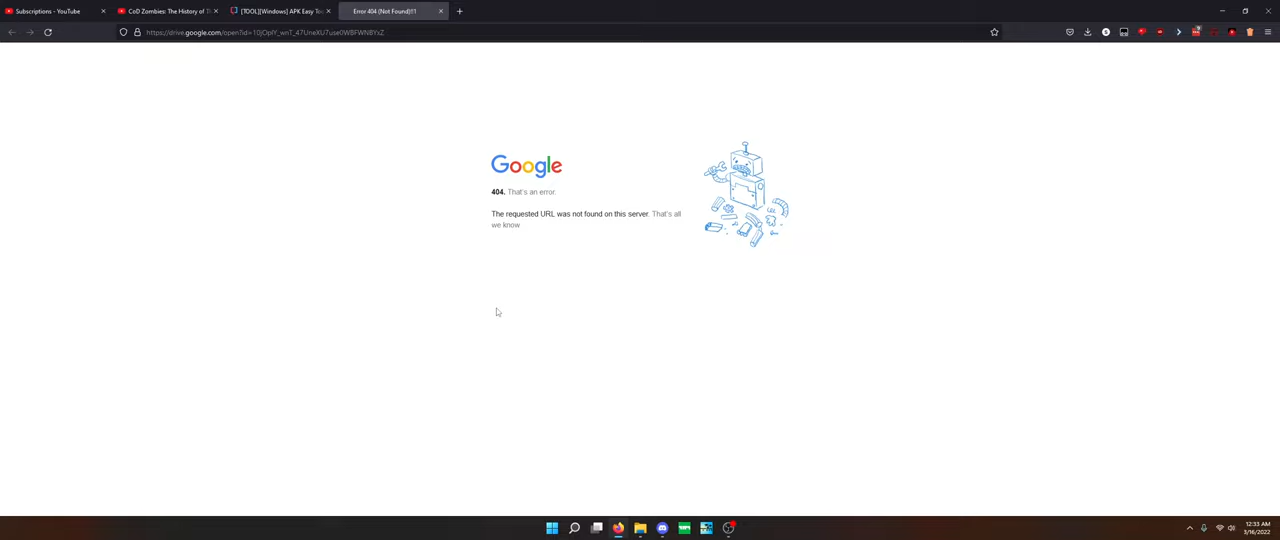 Subscriptions - YouTube
CoD Zombies: The History of T
[TOOL][Windows] APK Easy Too
Error 404 (Not Found)!!1
Google
404. That's an error.
The requested URL was not found on this server. That's all
we know
12:33 AM
3/16/2022